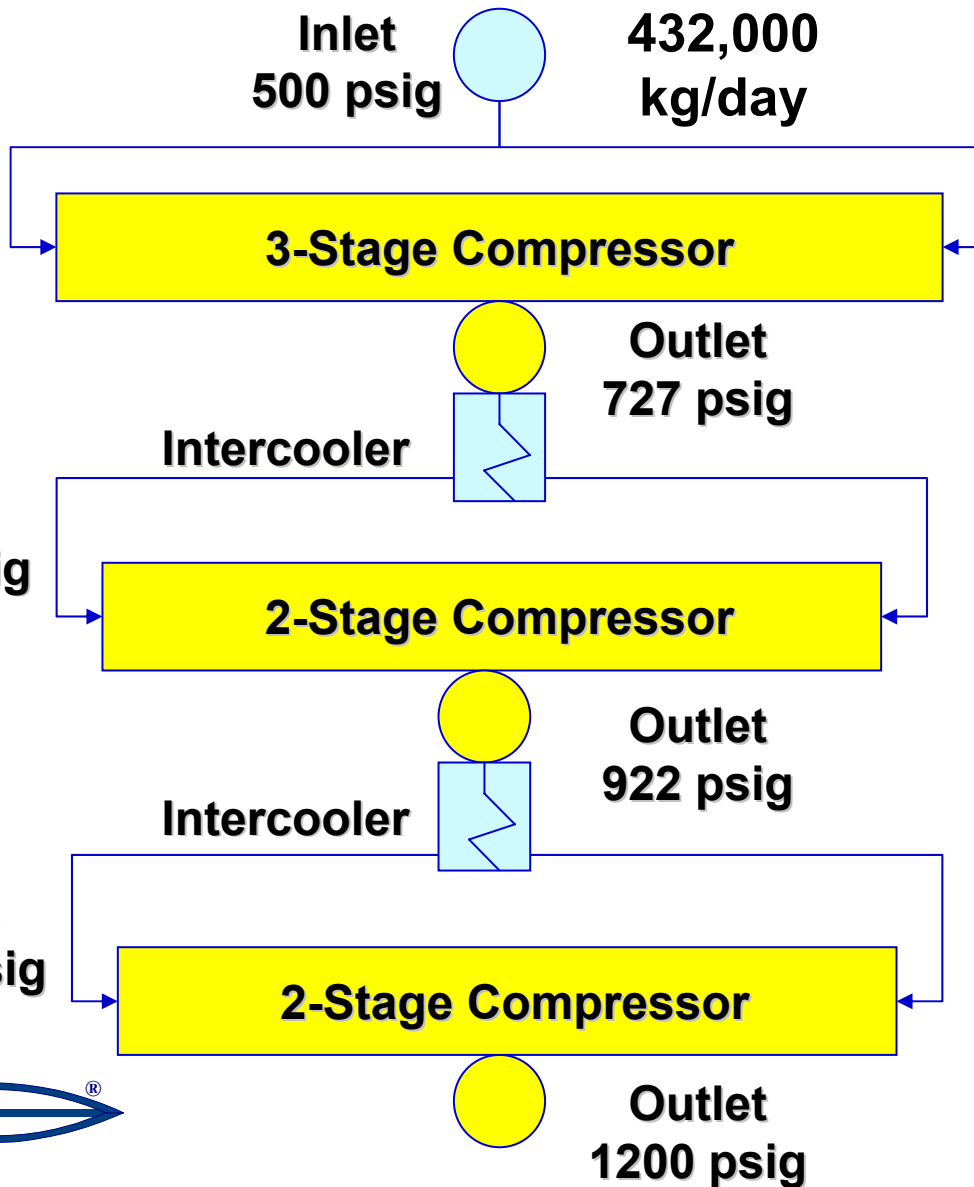 Inlet
500 psig
432,000
kg/day
3-Stage Compressor
Outlet
727 psig
Intercooler
2-Stage Compressor
Outlet
922 psig
Intercooler
2-Stage Compressor
®
Outlet
1200 psig